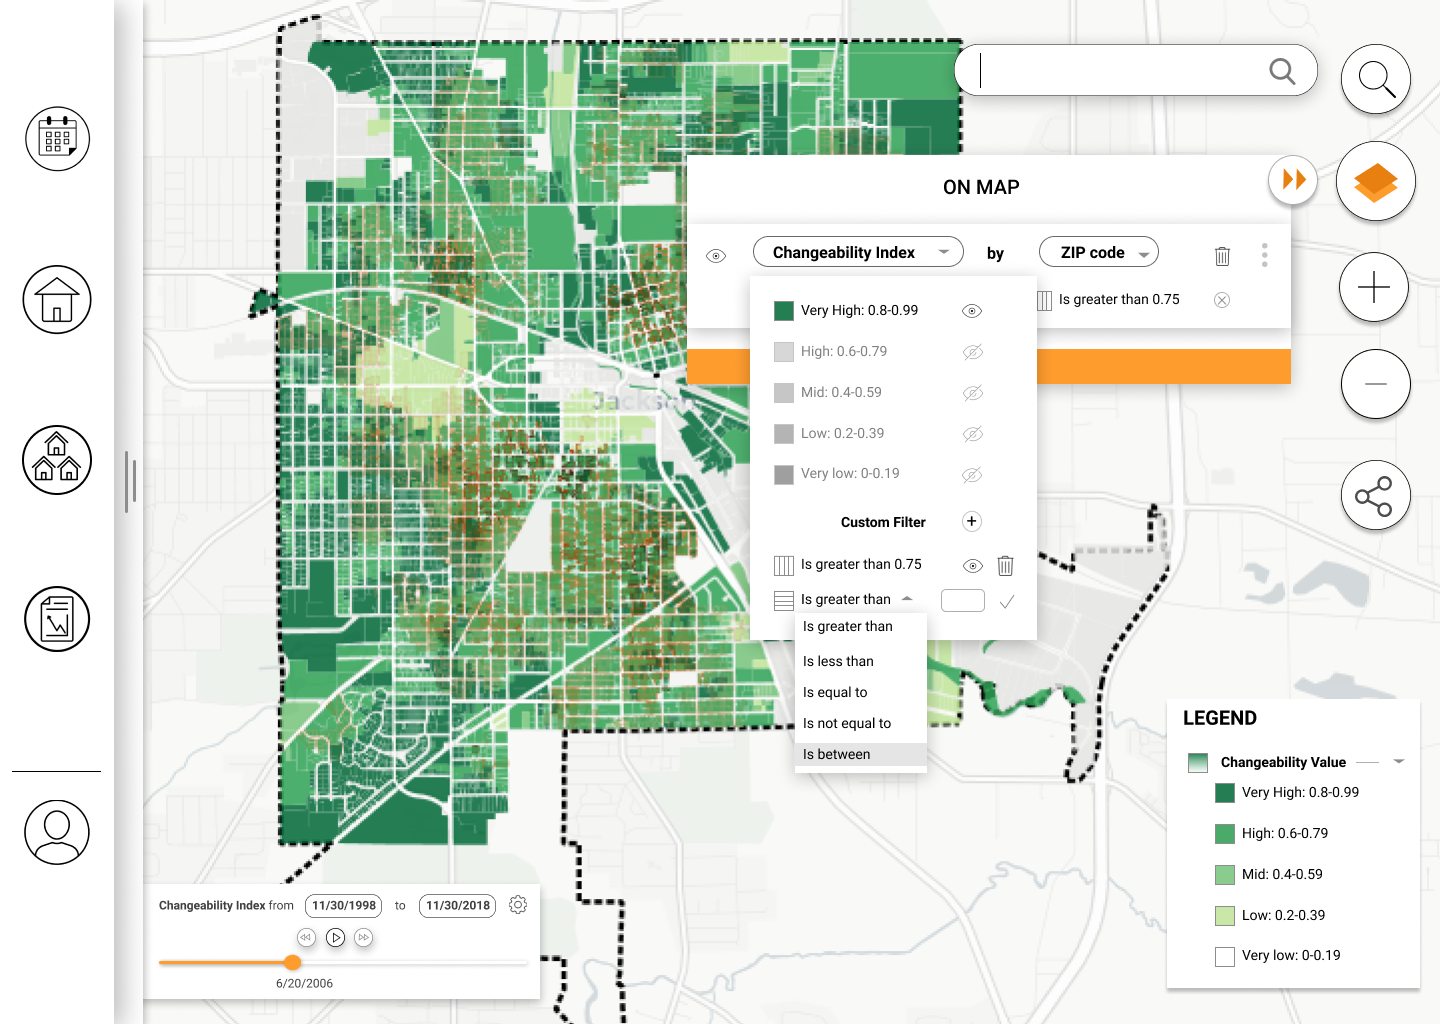 ON MAP
Changeability Index by ZIP code
Is greater than 0.75
Very High: 0.8-0.99
High: 0.6-0.79
Mid: 0.4-0.59
Low: 0.2-0.39
Very low: 0-0.19
Custom Filter
Is greater than 0.75
Is greater than
Is greater than
Is less than
Is equal to
Is not equal to
Is between
Jackson
LEGEND
Changeability Value
Very High: 0.8-0.99
High: 0.6-0.79
Mid: 0.4-0.59
Low: 0.2-0.39
Very low: 0-0.19
Changeability Index from 11/30/1998 to 11/30/2018
6/20/2006